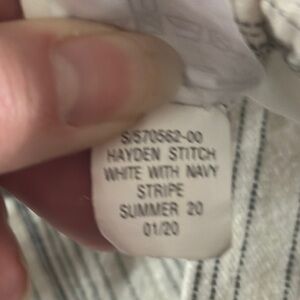 S/570562-00
HAYDEN STITCH
WHITE WITH NAVY
STRIPE
SUMMER 20
01/20